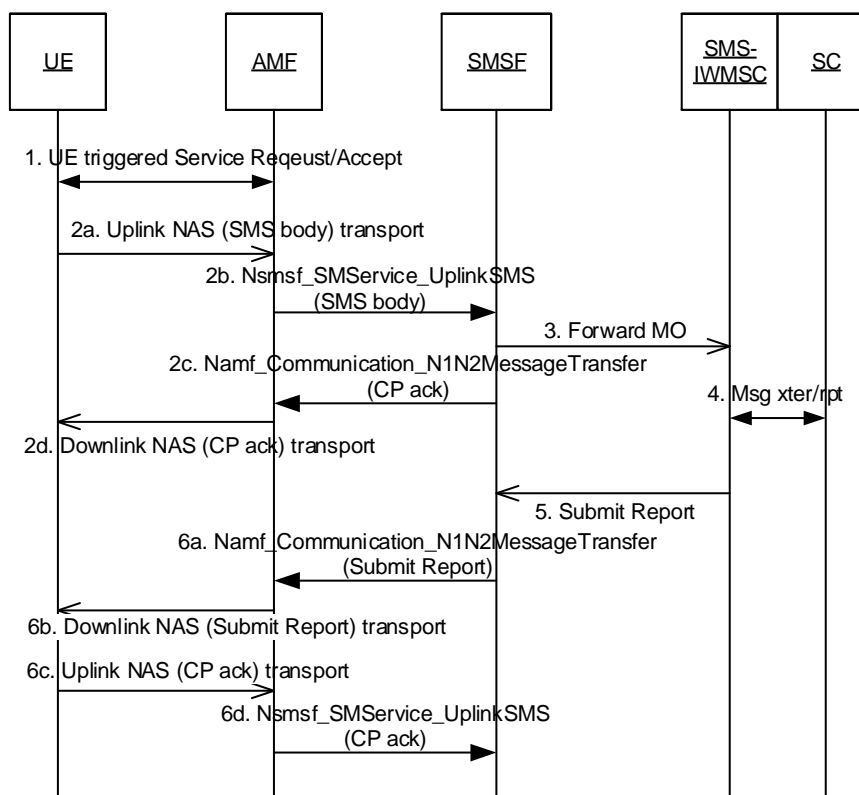 UE
AMF
SMSF
SMS-
IWMSC
SC
1. UE triggered Service Reqeust/Accept
2a. Uplink NAS (SMS body) transport
2b. Nsmsf_SMService_UplinkSMS
(SMS body)
3. Forward MO
2c. Namf_Communication_N1N2MessageTransfer
(CP ack)
4. Msg xter/rpt
2d. Downlink NAS (CP ack) transport
5. Submit Report
6a. Namf_Communication_N1N2MessageTransfer
(Submit Report)
6b. Downlink NAS (Submit Report) transport
6c. Uplink NAS (CP ack) transport
6d. Nsmsf_SMService_UplinkSMS
(CP ack)